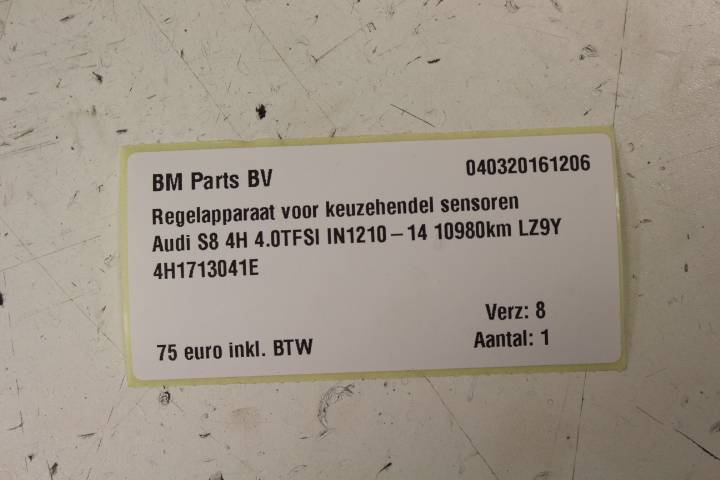 BM Parts BV 040320161206
Regelapparaat voor keuzehendel sensoren
Audi S8 4H 4.0TFSI IN1210-14 10980km LZ9Y
4H1713041E
Verz: 8
75 euro inkl. BTW Aantal: 1